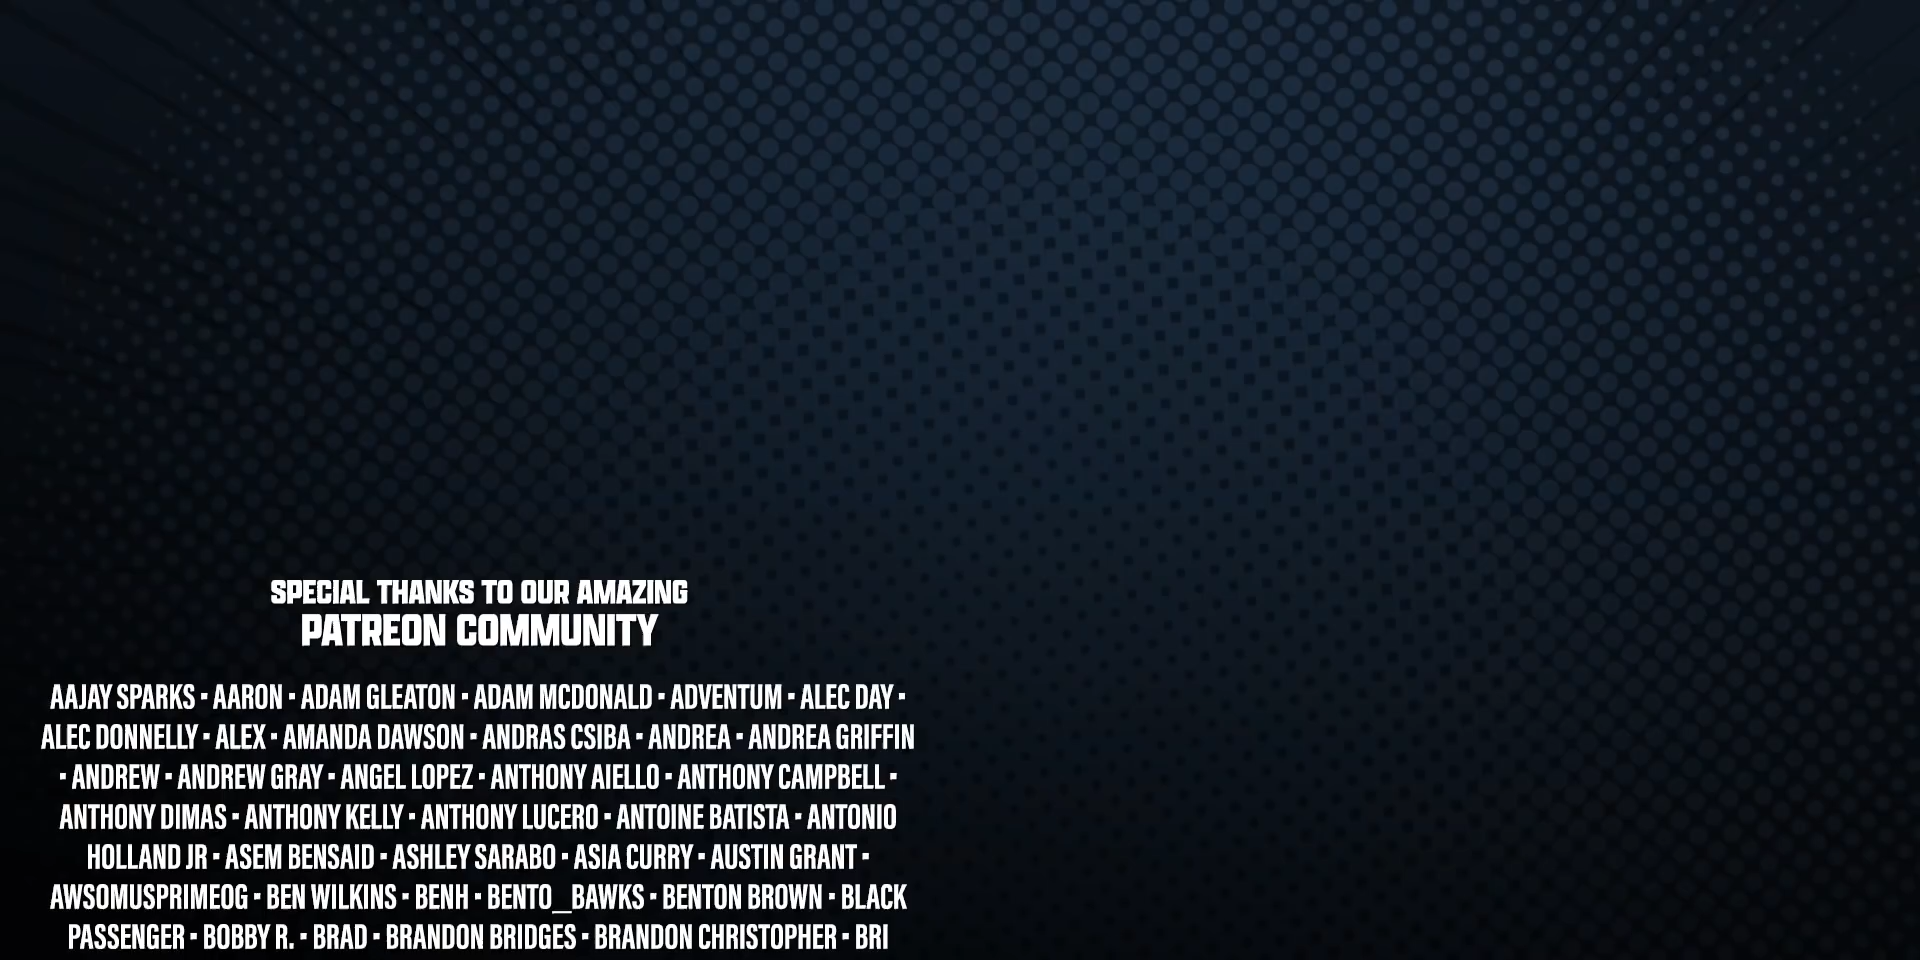 SPECIAL THANKS TO OUR AMAZING
PATREON COMMUNITY
AAJAY SPARKS · AARON · ADAM GLEATON · ADAM MCDONALD · ADVENTUM · ALEC DAY ·
ALEC DONNELLY · ALEX · AMANDA DAWSON · ANDRAS CSIBA · ANDREA · ANDREA GRIFFIN
· ANDREW · ANDREW GRAY · ANGEL LOPEZ · ANTHONY AIELLO · ANTHONY CAMPBELL ·
ANTHONY DIMAS · ANTHONY KELLY · ANTHONY LUCERO · ANTOINE BATISTA · ANTONIO
HOLLAND JR · ASEM BENSAID · ASHLEY SARABO · ASIA CURRY · AUSTIN GRANT ·
AWSOMUSPRIMEOG · BEN WILKINS · BENH · BENTO_BAWKS · BENTON BROWN · BLACK
PASSENGER · BOBBY R. · BRAD · BRANDON BRIDGES · BRANDON CHRISTOPHER · BRI